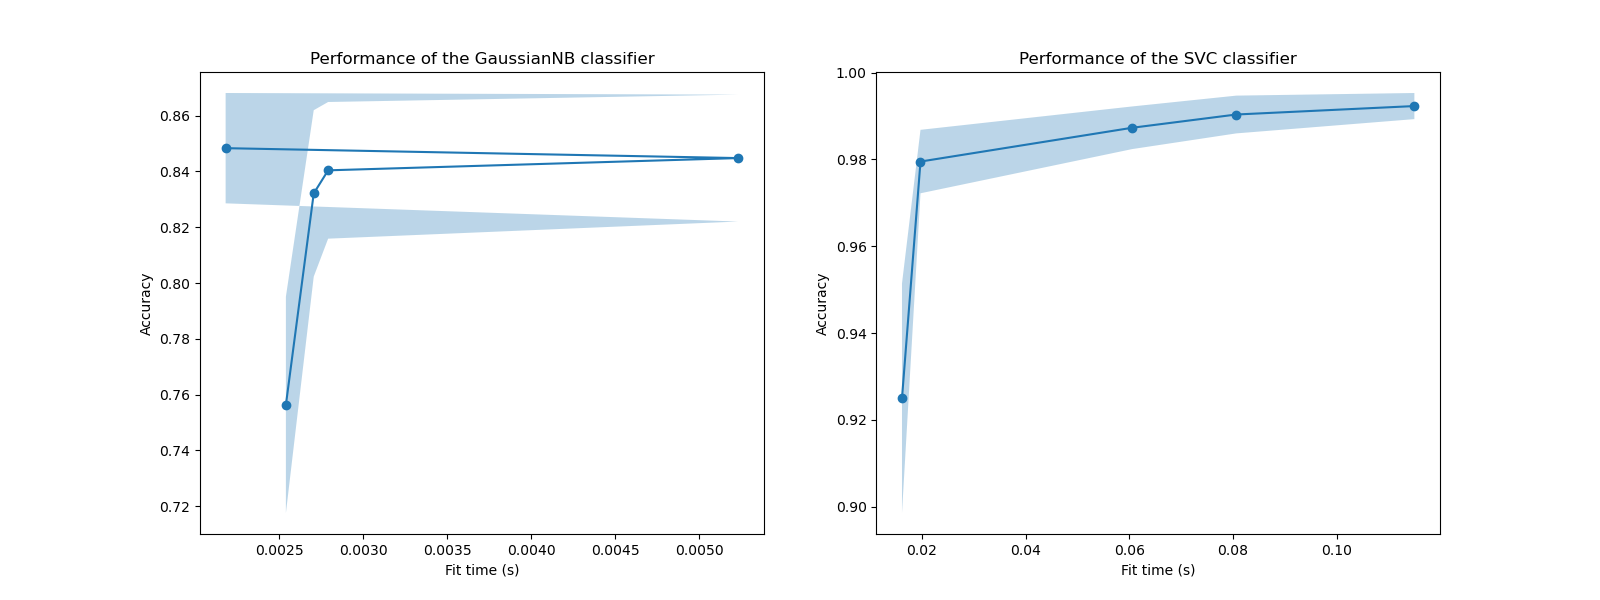 Performance of the GaussianNB classifier
Accuracy
0.86
0.84
0.82
0.80
0.78
0.76
0.74
0.72
0.0025 0.0030 0.0035 0.0040 0.0045 0.0050
Fit time (s)
Performance of the SVC classifier
Accuracy
1.00
0.98
0.96
0.94
0.92
0.90
0.02 0.04 0.06 0.08 0.10
Fit time (s)